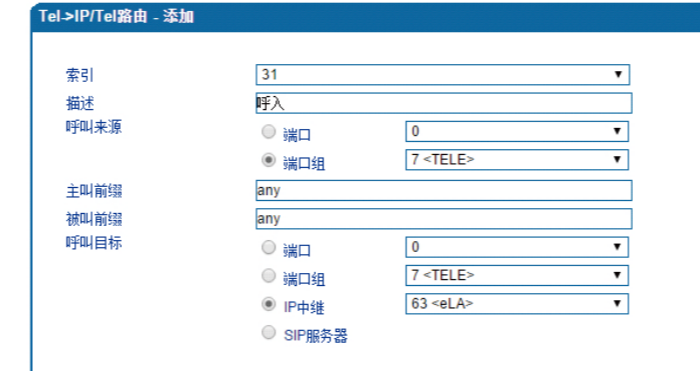 Tel->IP/Tel路由 - 添加
索引 31
描述 呼入
呼叫来源 端口 0
端口组 7 <TELE>
主叫前缀 any
被叫前缀 any
呼叫目标 端口 0
端口组 7 <TELE>
IP中继 63 <eLA>
SIP服务器